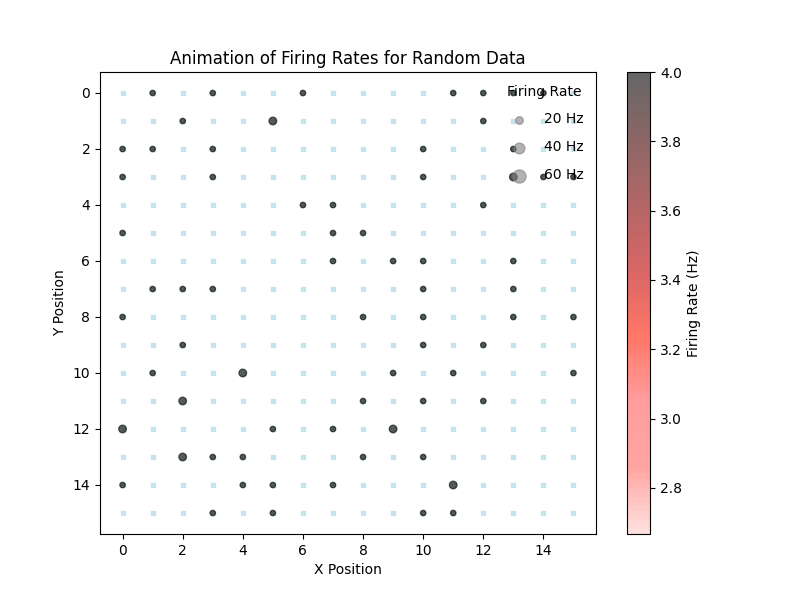 Animation of Firing Rates for Random Data
Firing Rate
20 Hz
40 Hz
60 Hz
0
2
4
6
8
10
12
14
Y Position
0 2 4 6 8 10 12 14
X Position
4.0
3.8
3.6
3.4
3.2
3.0
2.8
Firing Rate (Hz)